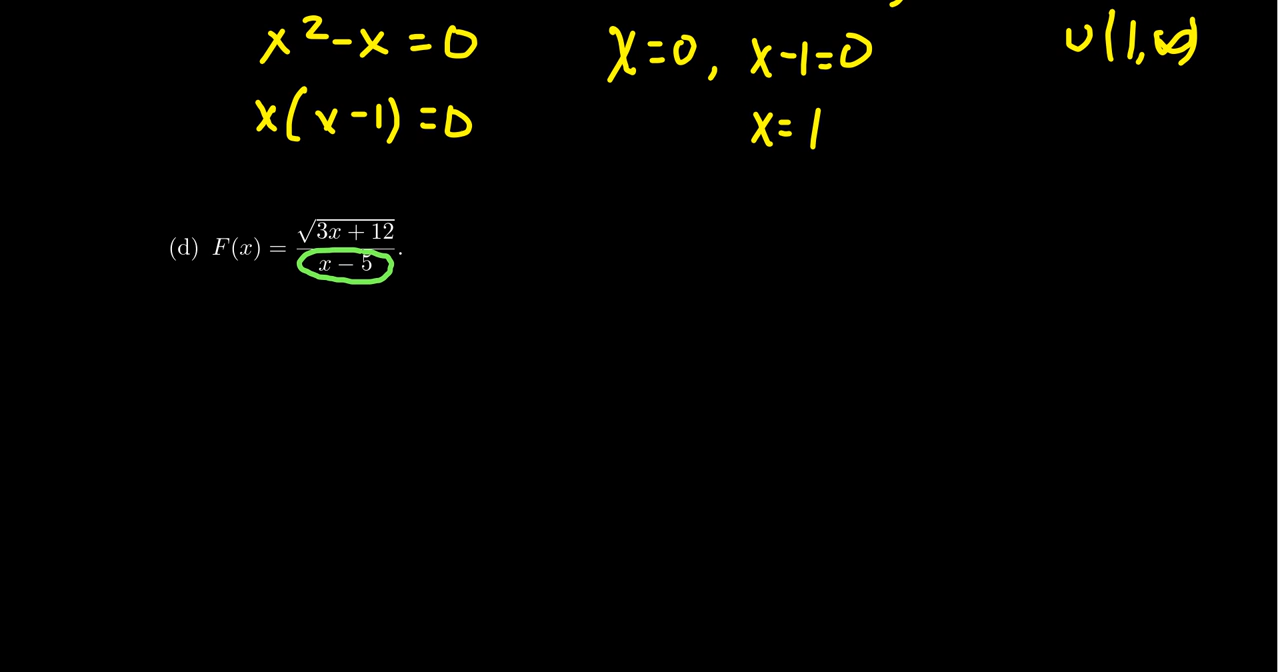 x² - x = 0    x = 0, x - 1 = 0    ∪ (1, ∞)
x(x - 1) = 0    x = 1
(d) F(x) = √(3x + 12) / (x − 5).